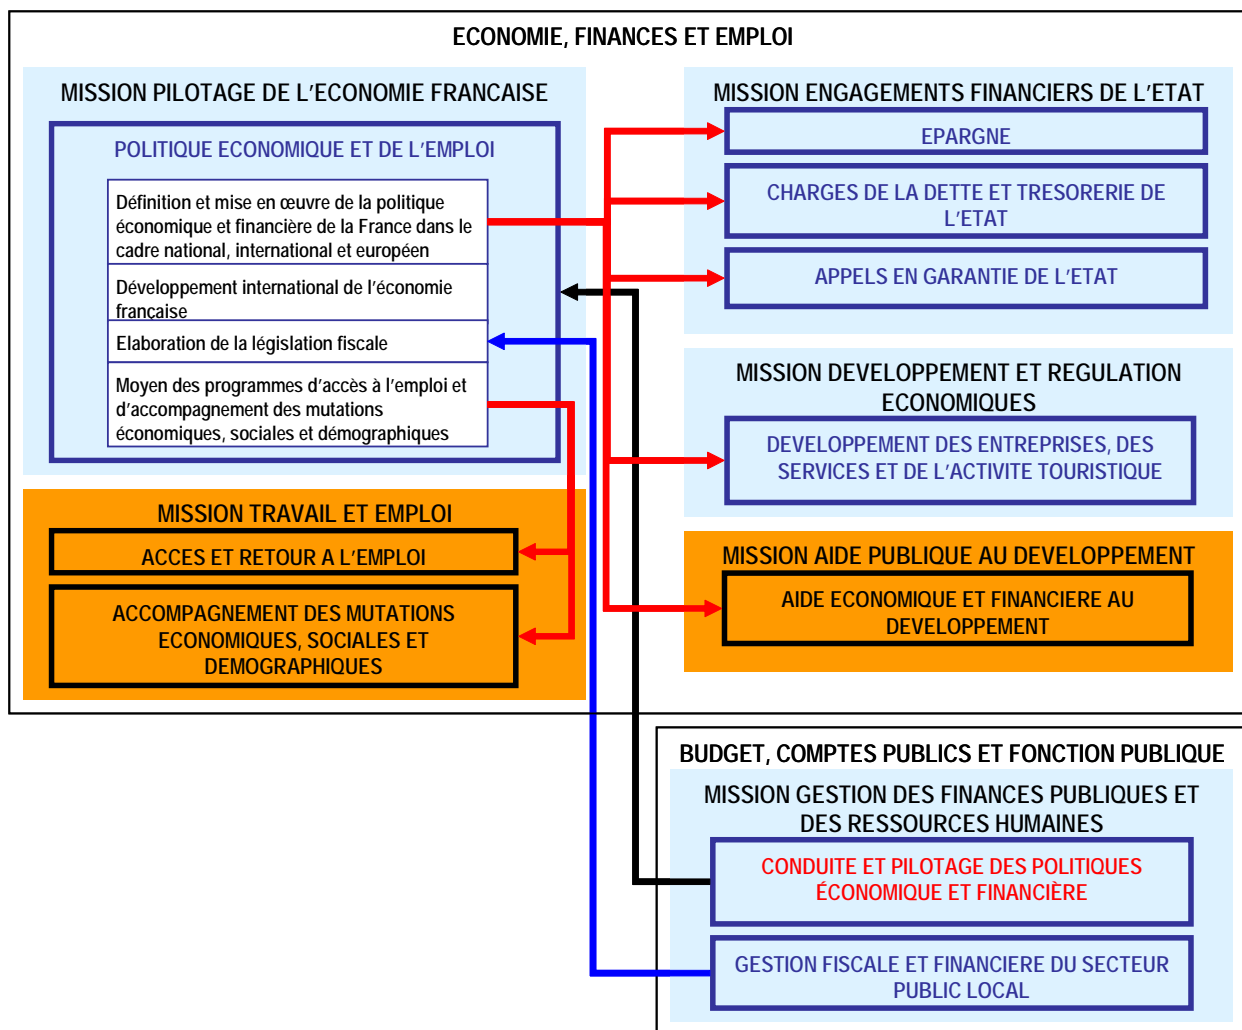 ECONOMIE, FINANCES ET EMPLOI
MISSION PILOTAGE DE L'ECONOMIE FRANCAISE
POLITIQUE ECONOMIQUE ET DE L'EMPLOI
Définition et mise en œuvre de la politique
économique et financière de la France dans le
cadre national, international et européen
Développement international de l'économie
française
Elaboration de la législation fiscale
Moyen des programmes d'accès à l'emploi et
d'accompagnement des mutations
économiques, sociales et démographiques
MISSION TRAVAIL ET EMPLOI
ACCES ET RETOUR A L'EMPLOI
ACCOMPAGNEMENT DES MUTATIONS
ECONOMIQUES, SOCIALES ET
DEMOGRAPHIQUES
MISSION ENGAGEMENTS FINANCIERS DE L'ETAT
EPARGNE
CHARGES DE LA DETTE ET TRESORERIE DE
L'ETAT
APPELS EN GARANTIE DE L'ETAT
MISSION DEVELOPPEMENT ET REGULATION
ECONOMIQUES
DEVELOPPEMENT DES ENTREPRISES, DES
SERVICES ET DE L'ACTIVITE TOURISTIQUE
MISSION AIDE PUBLIQUE AU DEVELOPPEMENT
AIDE ECONOMIQUE ET FINANCIERE AU
DEVELOPPEMENT
BUDGET, COMPTES PUBLICS ET FONCTION PUBLIQUE
MISSION GESTION DES FINANCES PUBLIQUES ET
DES RESSOURCES HUMAINES
CONDUITE ET PILOTAGE DES POLITIQUES
ÉCONOMIQUE ET FINANCIÈRE
GESTION FISCALE ET FINANCIERE DU SECTEUR
PUBLIC LOCAL